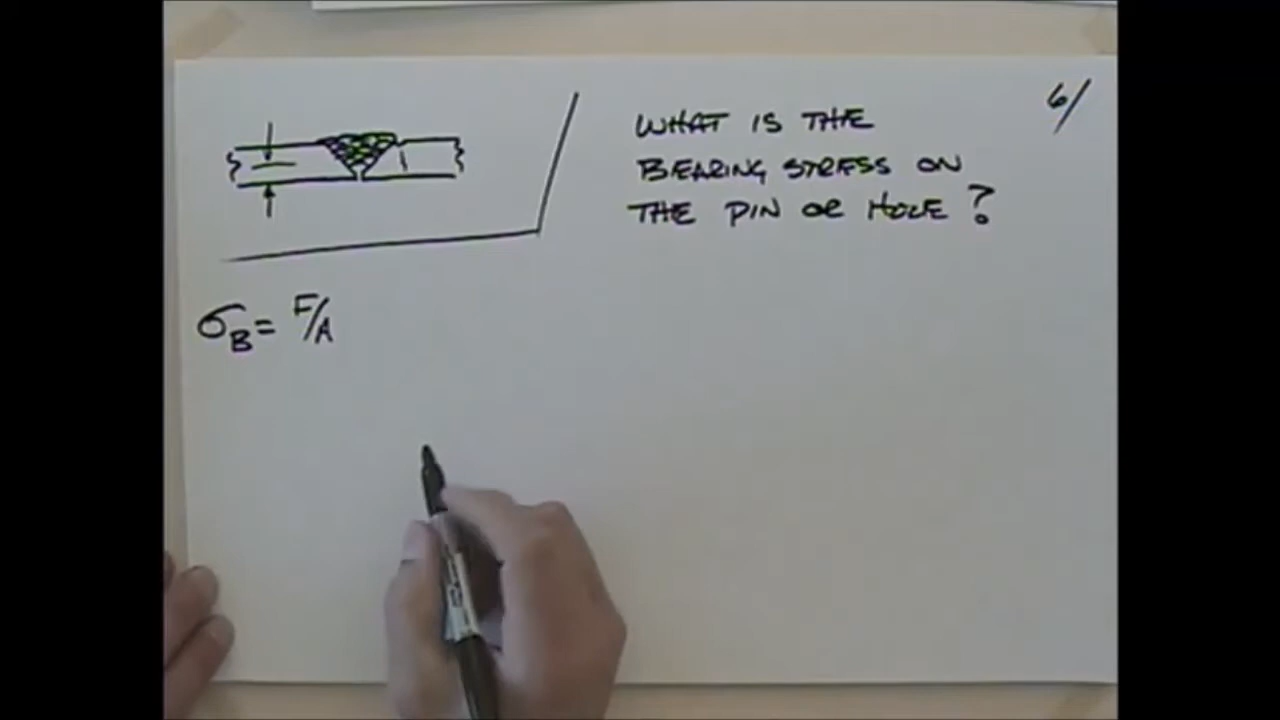 6/
WHAT IS THE
BEARING STRESS ON
THE PIN OR HOLE ?
σB = F/A